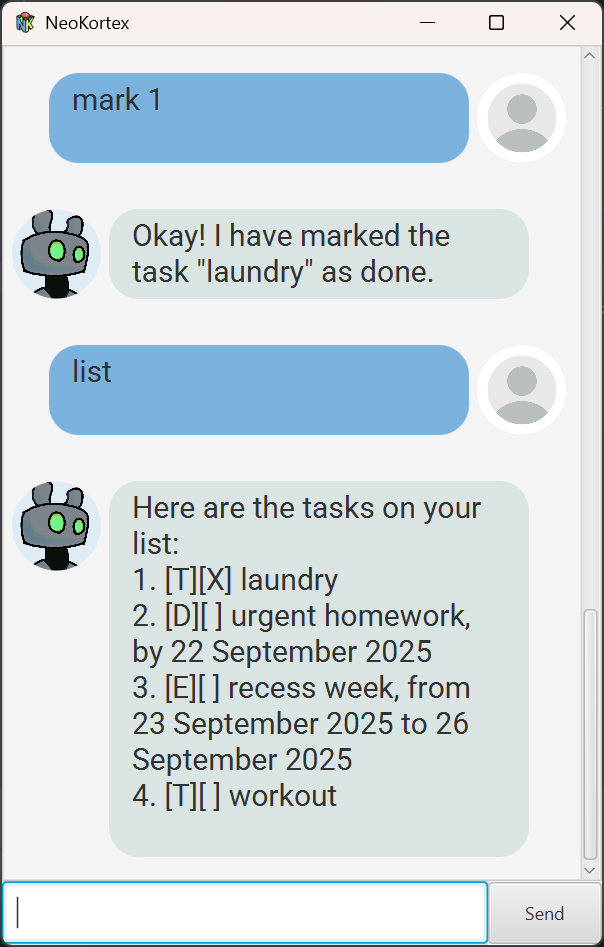 NeoKortex
mark 1
Okay! I have marked the
task "laundry" as done.
list
Here are the tasks on your
list:
1. [T][X] laundry
2. [D][ ] urgent homework,
by 22 September 2025
3. [E][ ] recess week, from
23 September 2025 to 26
September 2025
4. [T][ ] workout
Send